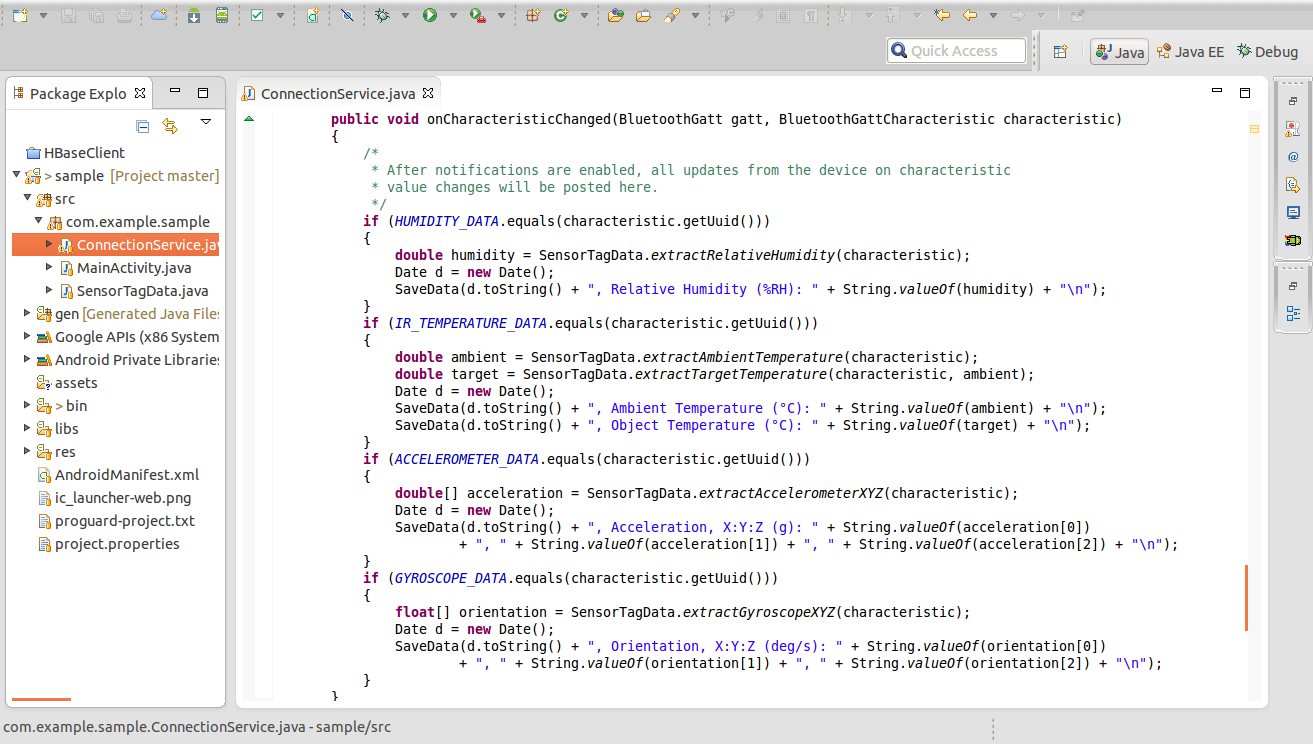 Quick Access
Java
Java EE
Debug
Package Explo
HBaseClient
> sample [Project master]
src
com.example.sample
ConnectionService.jav
MainActivity.java
SensorTagData.java
gen [Generated Java Files
Google APIs (x86 System
Android Private Libraries
assets
> bin
libs
res
AndroidManifest.xml
ic_launcher-web.png
proguard-project.txt
project.properties
ConnectionService.java
public void onCharacteristicChanged(BluetoothGatt gatt, BluetoothGattCharacteristic characteristic)
{
/*
* After notifications are enabled, all updates from the device on characteristic
* value changes will be posted here.
*/
if (HUMIDITY_DATA.equals(characteristic.getUuid()))
{
double humidity = SensorTagData.extractRelativeHumidity(characteristic);
Date d = new Date();
SaveData(d.toString() + ", Relative Humidity (%RH): " + String.valueOf(humidity) + "\n");
}
if (IR_TEMPERATURE_DATA.equals(characteristic.getUuid()))
{
double ambient = SensorTagData.extractAmbientTemperature(characteristic);
double target = SensorTagData.extractTargetTemperature(characteristic, ambient);
Date d = new Date();
SaveData(d.toString() + ", Ambient Temperature (°C): " + String.valueOf(ambient) + "\n");
SaveData(d.toString() + ", Object Temperature (°C): " + String.valueOf(target) + "\n");
}
if (ACCELEROMETER_DATA.equals(characteristic.getUuid()))
{
double[] acceleration = SensorTagData.extractAccelerometerXYZ(characteristic);
Date d = new Date();
SaveData(d.toString() + ", Acceleration, X:Y:Z (g): " + String.valueOf(acceleration[0])
+ ", " + String.valueOf(acceleration[1]) + ", " + String.valueOf(acceleration[2]) + "\n");
}
if (GYROSCOPE_DATA.equals(characteristic.getUuid()))
{
float[] orientation = SensorTagData.extractGyroscopeXYZ(characteristic);
Date d = new Date();
SaveData(d.toString() + ", Orientation, X:Y:Z (deg/s): " + String.valueOf(orientation[0])
+ ", " + String.valueOf(orientation[1]) + ", " + String.valueOf(orientation[2]) + "\n");
}
}
com.example.sample.ConnectionService.java - sample/src